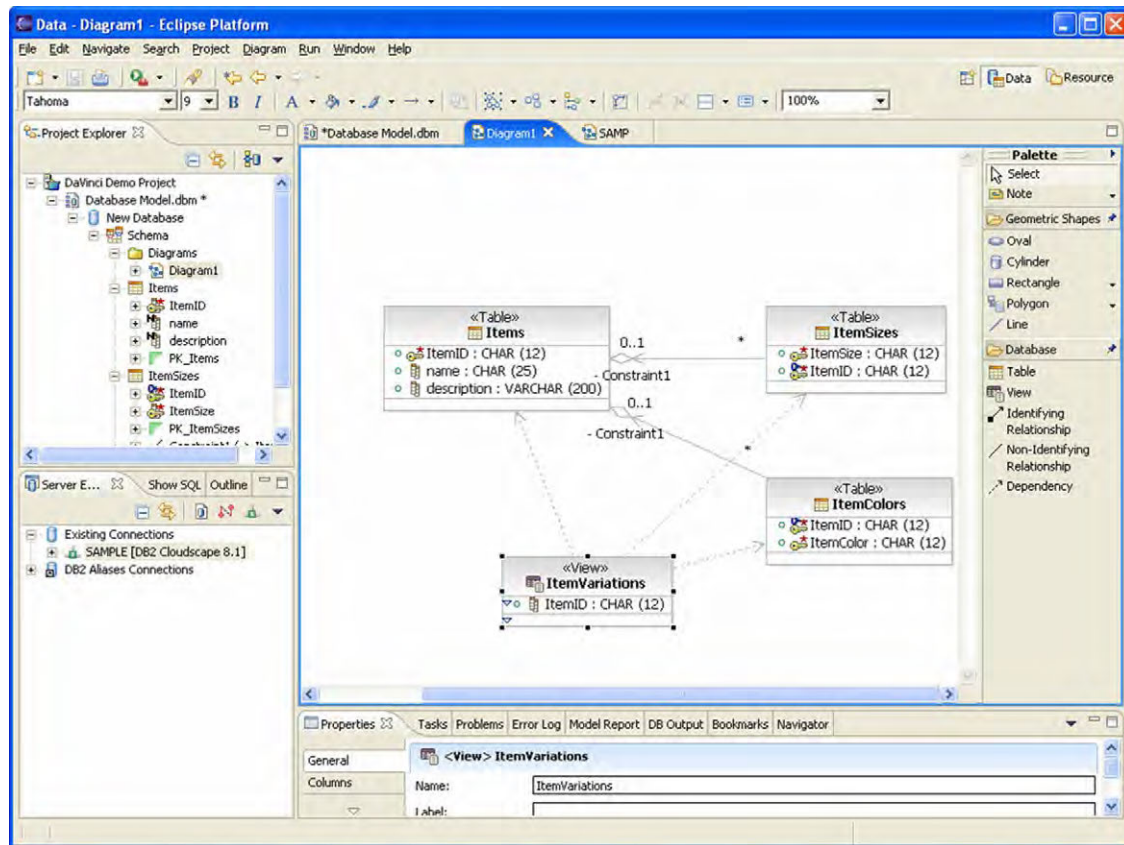 Data - Diagram1 - Eclipse Platform
File Edit Navigate Search Project Diagram Run Window Help
Data Resource
Tahoma 9 B I A 100%
Project Explorer
*Database Model.dbm Diagram1 SAMP
DaVinci Demo Project
Database Model.dbm *
New Database
Schema
Diagrams
Diagram1
Items
ItemID
name
description
PK_Items
ItemSizes
ItemID
ItemSize
PK_ItemSizes
Server E... Show SQL Outline
Existing Connections
SAMPLE [DB2 Cloudscape 8.1]
DB2 Aliases Connections
«Table»
Items
ItemID : CHAR (12)
name : CHAR (25)
description : VARCHAR (200)
0..1
*
- Constraint1
0..1
- Constraint1
*
«Table»
ItemSizes
ItemSize : CHAR (12)
ItemID : CHAR (12)
«Table»
ItemColors
ItemID : CHAR (12)
ItemColor : CHAR (12)
«View»
ItemVariations
ItemID : CHAR (12)
Palette
Select
Note
Geometric Shapes
Oval
Cylinder
Rectangle
Polygon
Line
Database
Table
View
Identifying
Relationship
Non-Identifying
Relationship
Dependency
Properties Tasks Problems Error Log Model Report DB Output Bookmarks Navigator
General
Columns
<View> ItemVariations
Name: ItemVariations
Label: